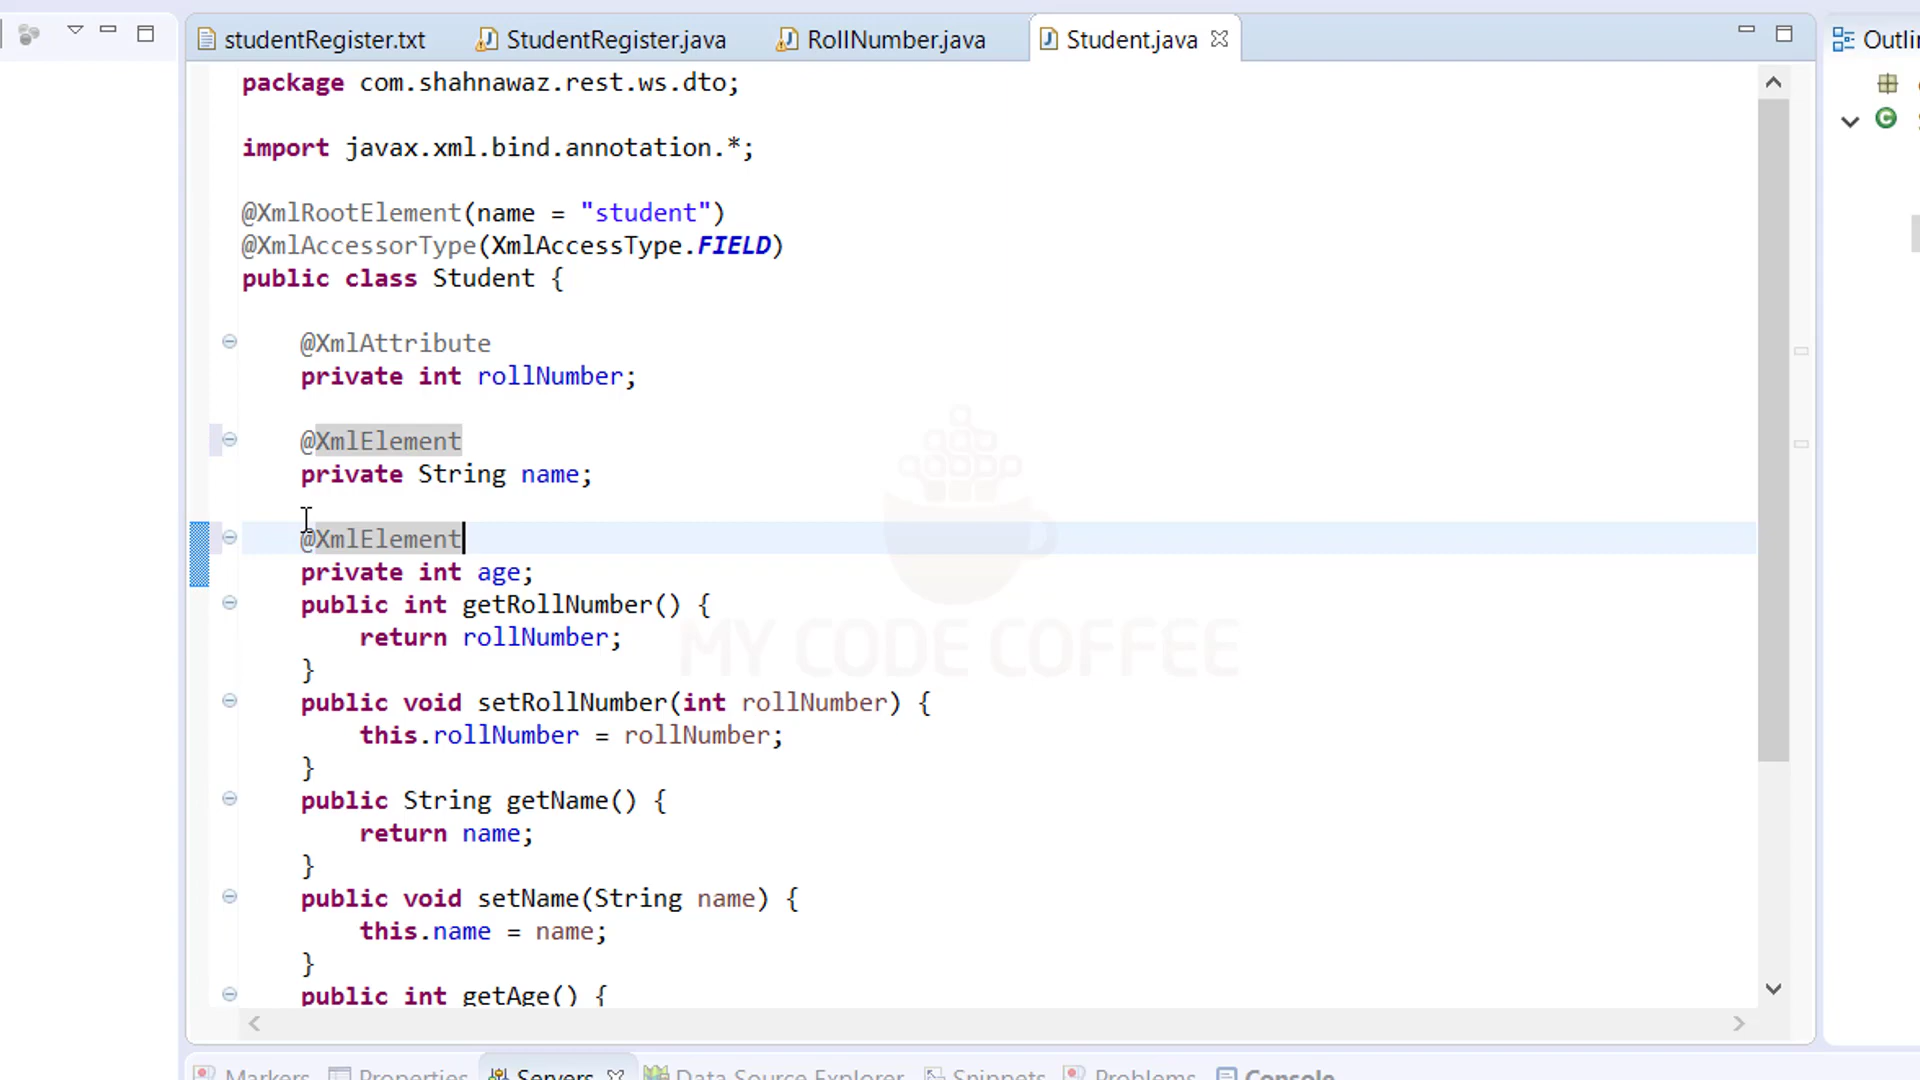 studentRegister.txt StudentRegister.java RollNumber.java Student.java
package com.shahnawaz.rest.ws.dto;
import javax.xml.bind.annotation.*;
@XmlRootElement(name = "student")
@XmlAccessorType(XmlAccessType.FIELD)
public class Student {
@XmlAttribute
private int rollNumber;
@XmlElement
private String name;
@XmlElement
private int age;
public int getRollNumber() {
return rollNumber;
}
public void setRollNumber(int rollNumber) {
this.rollNumber = rollNumber;
}
public String getName() {
return name;
}
public void setName(String name) {
this.name = name;
}
public int getAge() {
MY CODE COFFEE
Markers Properties Servers Data Source Explorer Snippets Problems Console